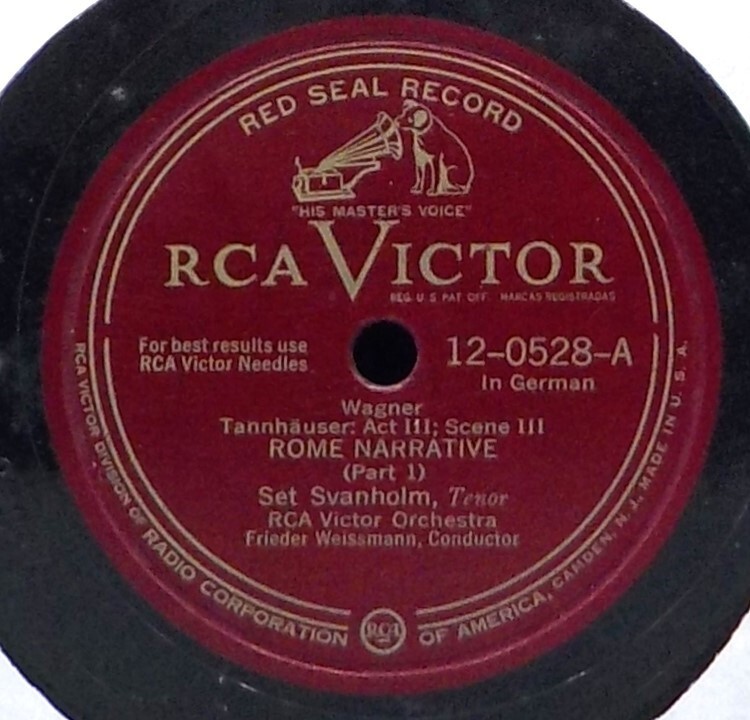 RED SEAL RECORD
"HIS MASTER'S VOICE"
RCA VICTOR
REG. U S PAT OFF. MARCAS REGISTRADAS
For best results use
RCA Victor Needles
12-0528-A
In German
Wagner
Tannhäuser: Act III; Scene III
ROME NARRATIVE
(Part 1)
Set Svanholm, Tenor
RCA Victor Orchestra
Frieder Weissmann, Conductor
RCA VICTOR DIVISION OF RADIO CORPORATION OF AMERICA, CAMDEN, N. J. MADE IN U. S. A.
RCA